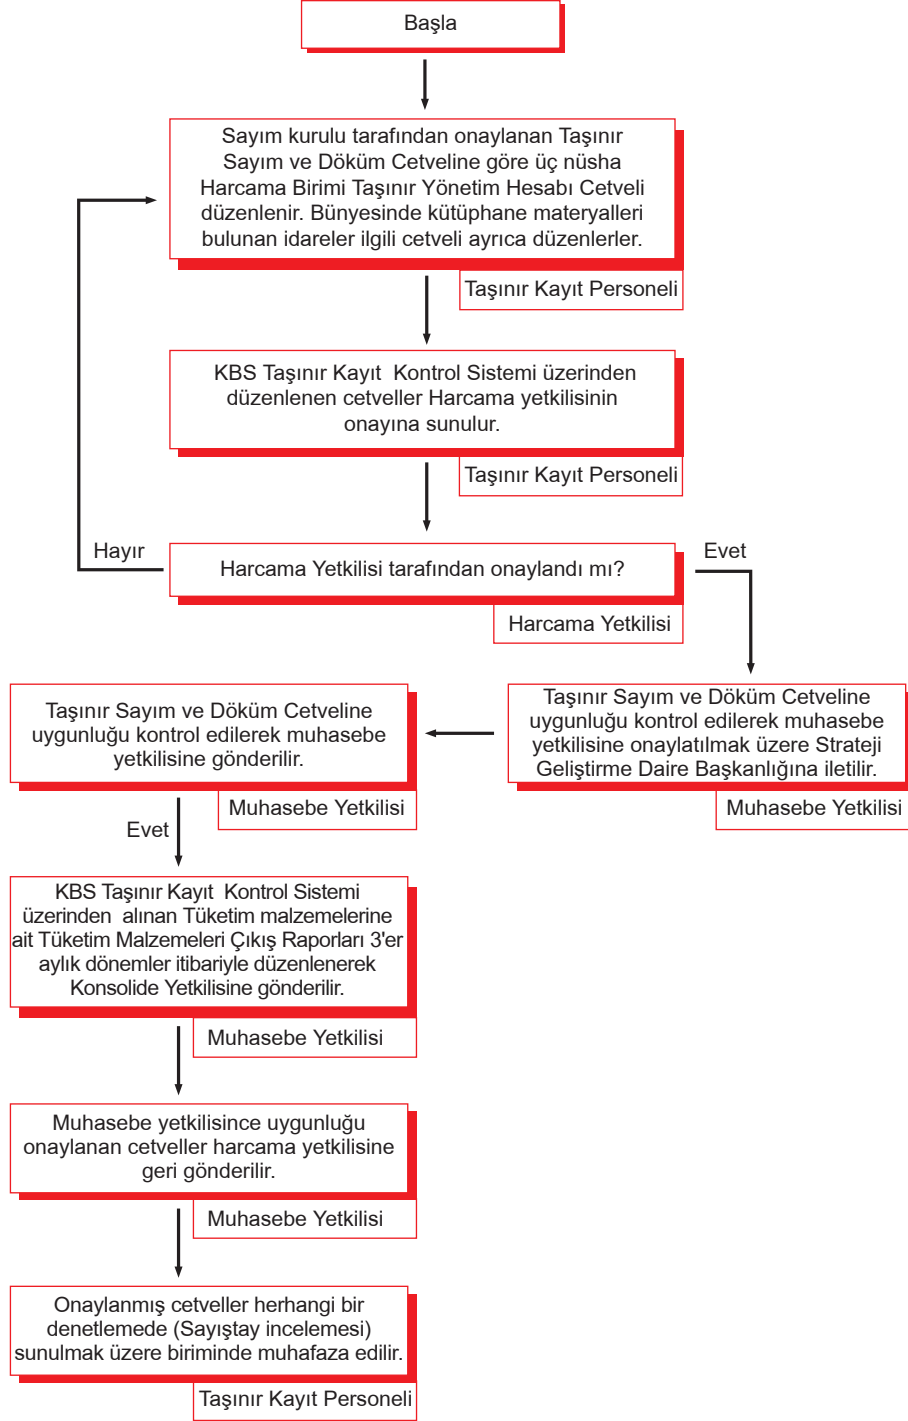 Başla
Sayım kurulu tarafından onaylanan Taşınır
Sayım ve Döküm Cetveline göre üç nüsha
Harcama Birimi Taşınır Yönetim Hesabı Cetveli
düzenlenir. Bünyesinde kütüphane materyalleri
bulunan idareler ilgili cetveli ayrıca düzenlerler.
Taşınır Kayıt Personeli
KBS Taşınır Kayıt  Kontrol Sistemi üzerinden
düzenlenen cetveller Harcama yetkilisinin
onayına sunulur.
Taşınır Kayıt Personeli
Hayır
Harcama Yetkilisi tarafından onaylandı mı?
Evet
Harcama Yetkilisi
Taşınır Sayım ve Döküm Cetveline
uygunluğu kontrol edilerek muhasebe
yetkilisine onaylatılmak üzere Strateji
Geliştirme Daire Başkanlığına iletilir.
Muhasebe Yetkilisi
Taşınır Sayım ve Döküm Cetveline
uygunluğu kontrol edilerek muhasebe
yetkilisine gönderilir.
Muhasebe Yetkilisi
Evet
KBS Taşınır Kayıt  Kontrol Sistemi
üzerinden  alınan Tüketim malzemelerine
ait Tüketim Malzemeleri Çıkış Raporları 3'er
aylık dönemler itibariyle düzenlenerek
Konsolide Yetkilisine gönderilir.
Muhasebe Yetkilisi
Muhasebe yetkilisince uygunluğu
onaylanan cetveller harcama yetkilisine
geri gönderilir.
Muhasebe Yetkilisi
Onaylanmış cetveller herhangi bir
denetlemede (Sayıştay incelemesi)
sunulmak üzere biriminde muhafaza edilir.
Taşınır Kayıt Personeli